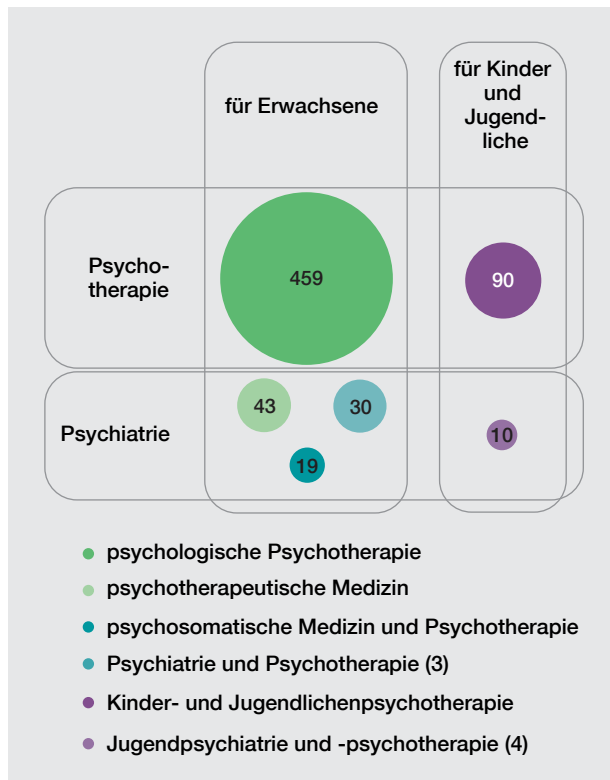 für Erwachsene
für Kinder
und
Jugend-
liche
Psycho-
therapie
459
90
Psychiatrie
43
30
19
10
psychologische Psychotherapie
psychotherapeutische Medizin
psychosomatische Medizin und Psychotherapie
Psychiatrie und Psychotherapie (3)
Kinder- und Jugendlichenpsychotherapie
Jugendpsychiatrie und -psychotherapie (4)